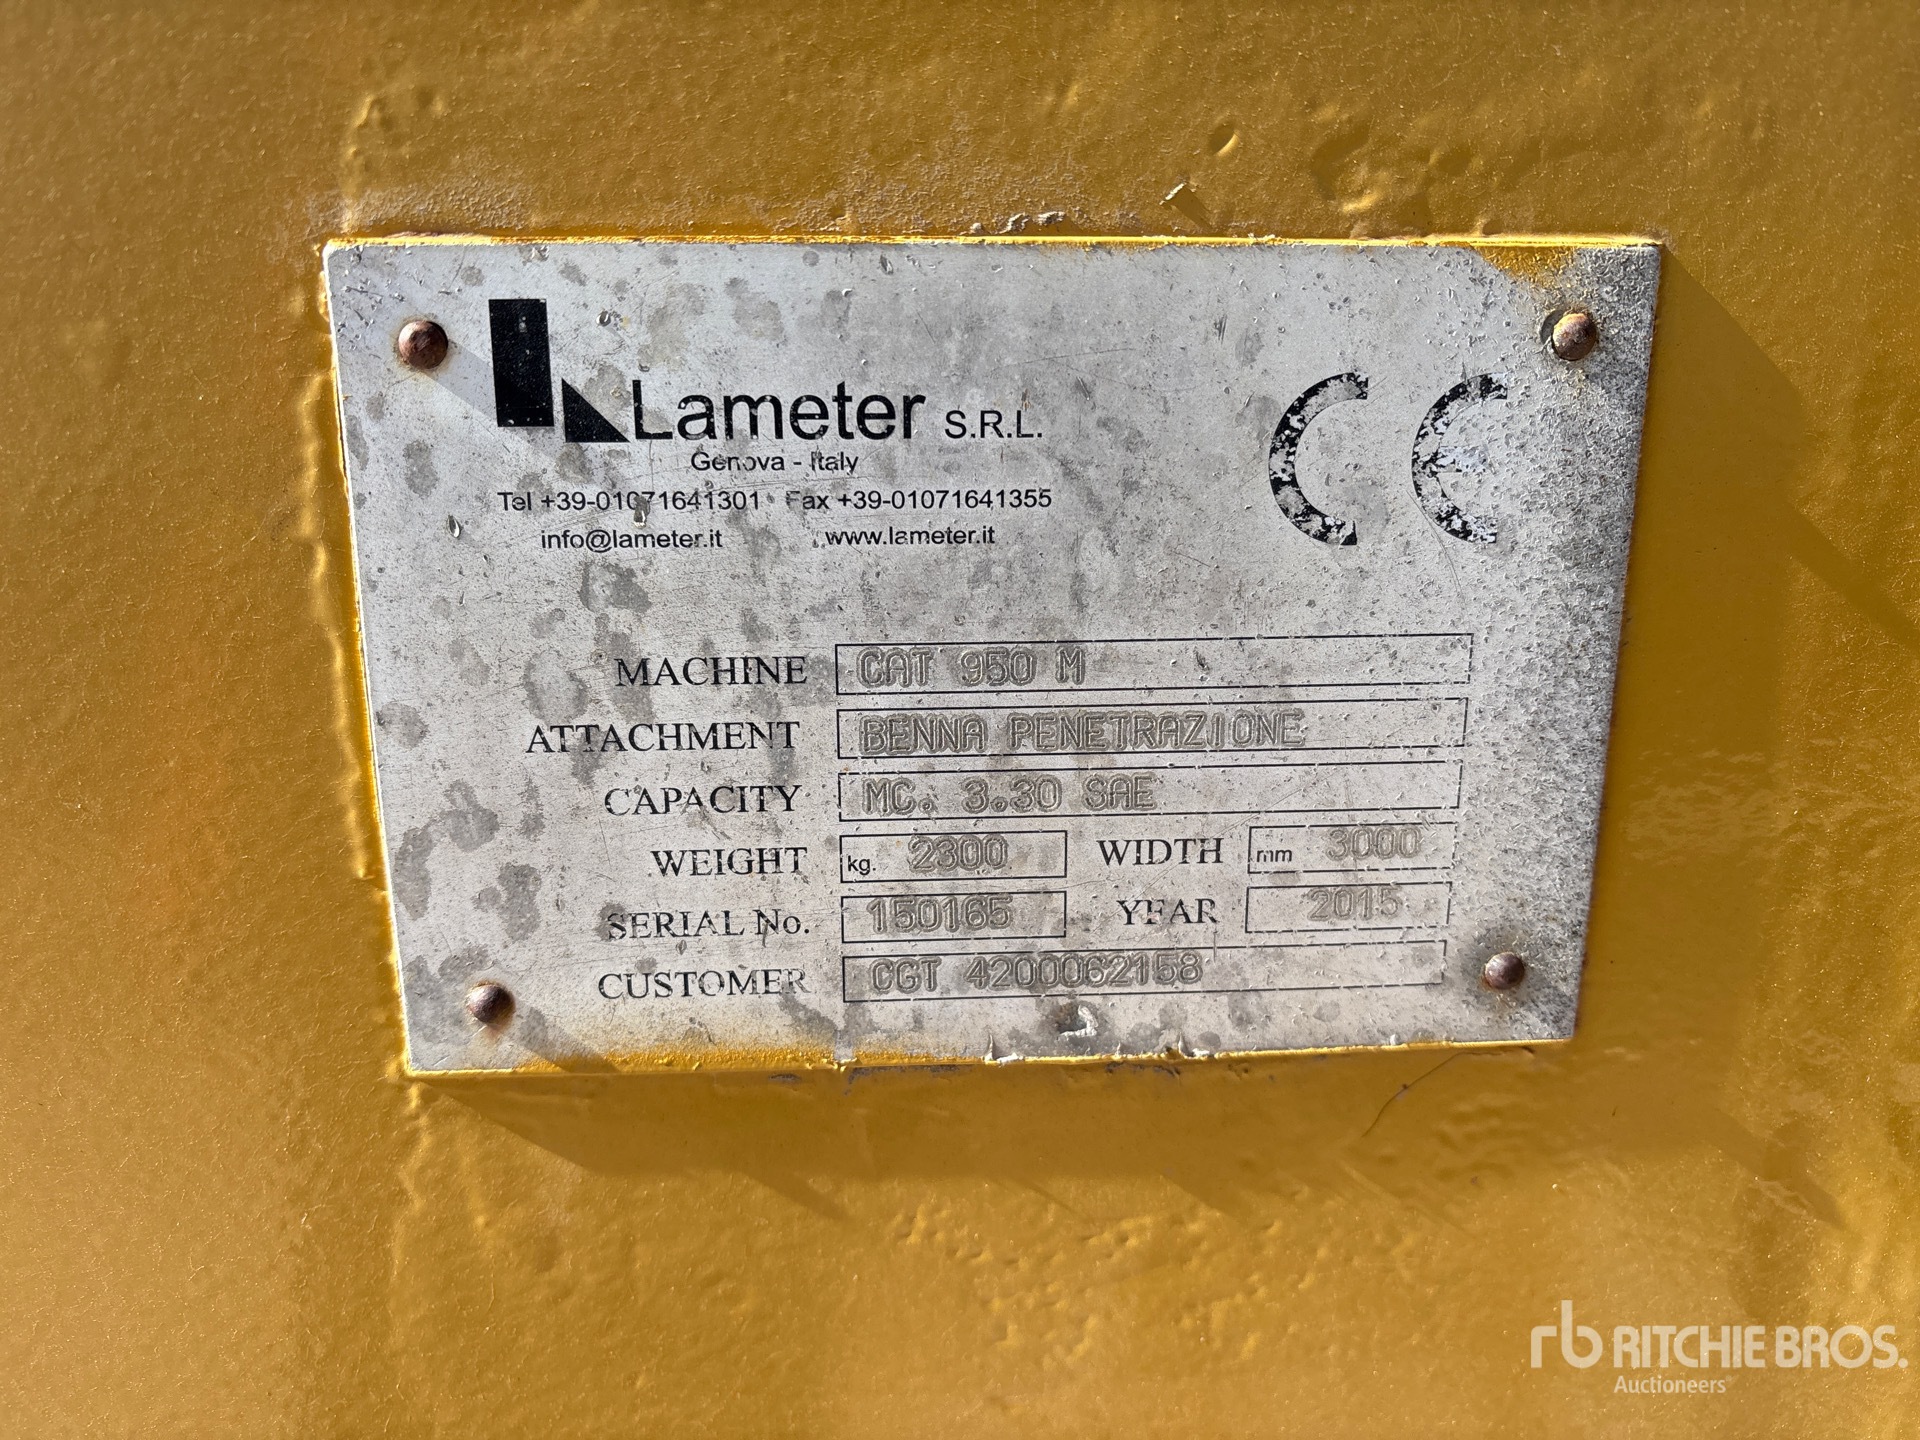 Lameter S.R.L.
Genova - Italy
Tel +39-01071641301 Fax +39-01071641355
info@lameter.it www.lameter.it
CE
MACHINE CAT 950 M
ATTACHMENT BENNA PENETRAZIONE
CAPACITY MC. 3.30 SAE
WEIGHT kg. 2300 WIDTH mm 3000
SERIAL No. 150165 YEAR 2015
CUSTOMER CGT 4200062158
rb RITCHIE BROS.
Auctioneers